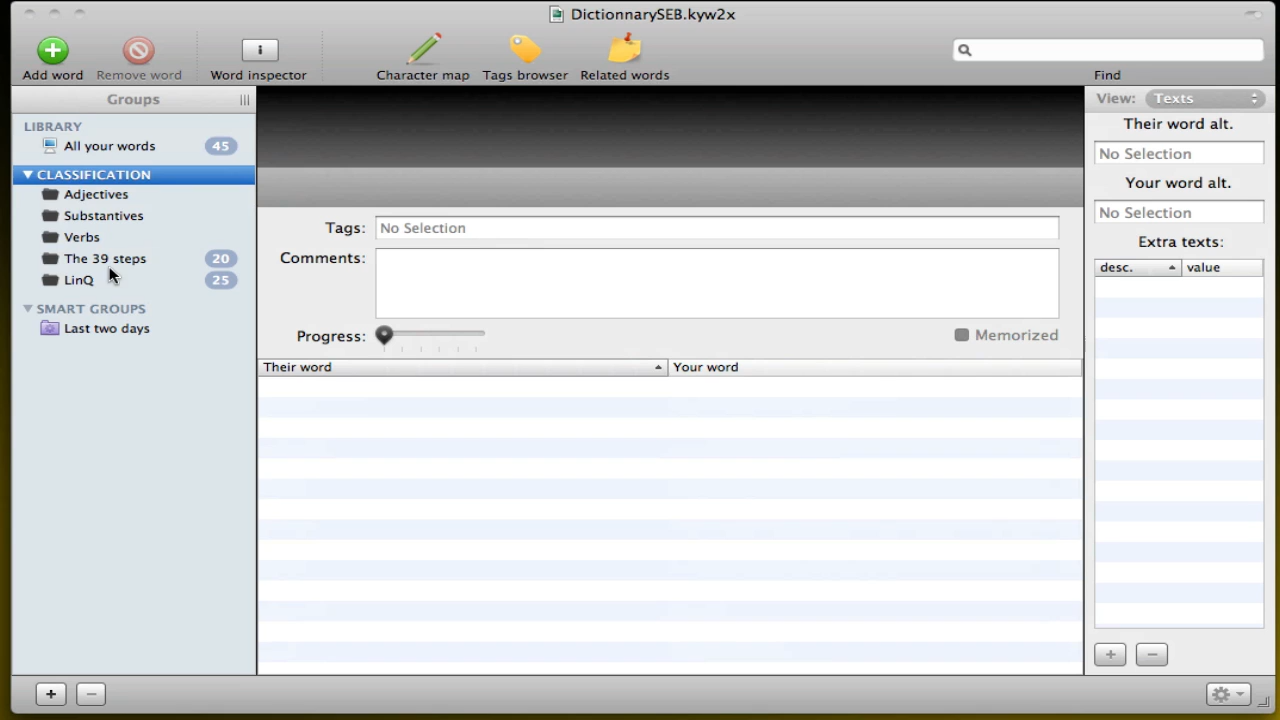 DictionnarySEB.kyw2x
Add word
Remove word
i
Word inspector
Character map
Tags browser
Related words
Find
Groups
LIBRARY
All your words 45
CLASSIFICATION
Adjectives
Substantives
Verbs
The 39 steps 20
LinQ 25
SMART GROUPS
Last two days
Tags: No Selection
Comments:
Progress:
Memorized
Their word Your word
View: Texts
Their word alt.
No Selection
Your word alt.
No Selection
Extra texts:
desc. value